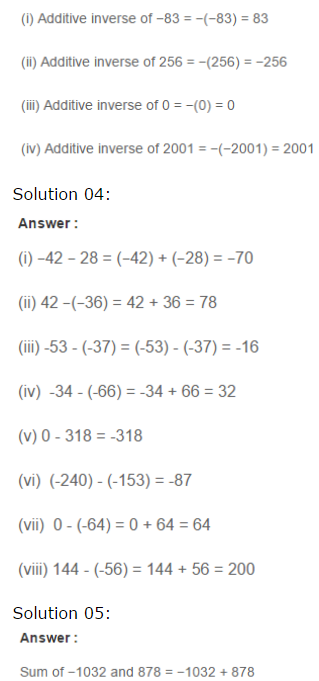 (i) Additive inverse of −83 = −(−83) = 83
(ii) Additive inverse of 256 = −(256) = −256
(iii) Additive inverse of 0 = −(0) = 0
(iv) Additive inverse of 2001 = −(−2001) = 2001
Solution 04:
Answer :
(i) −42 − 28 = (−42) + (−28) = −70
(ii) 42 −(−36) = 42 + 36 = 78
(iii) -53 - (-37) = (-53) - (-37) = -16
(iv) -34 - (-66) = -34 + 66 = 32
(v) 0 - 318 = -318
(vi) (-240) - (-153) = -87
(vii) 0 - (-64) = 0 + 64 = 64
(viii) 144 - (-56) = 144 + 56 = 200
Solution 05:
Answer :
Sum of −1032 and 878 = −1032 + 878